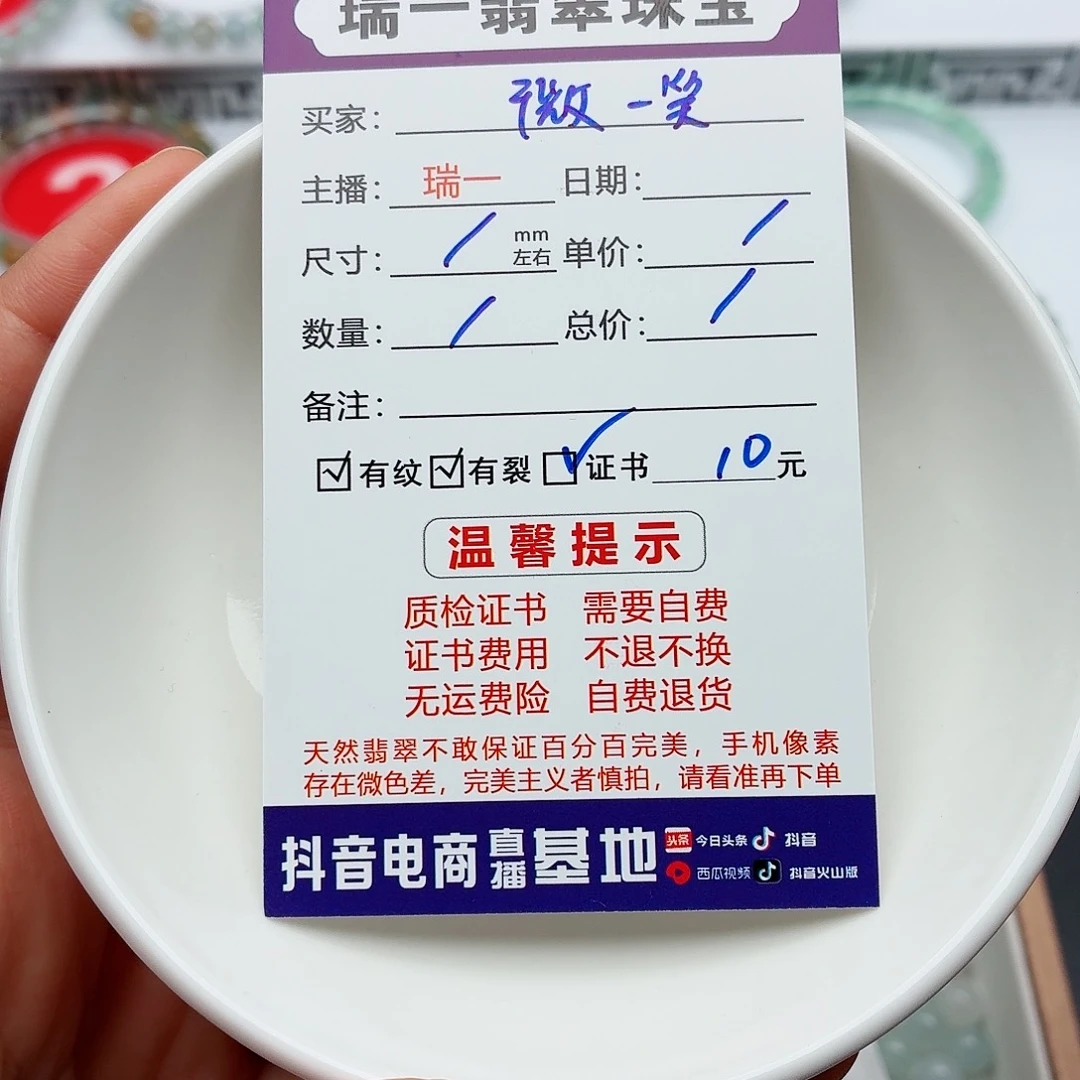 瑞一翡翠珠宝
买家: 微一笑
主播: 瑞一 日期:
尺寸: / mm左右 单价: /
数量: / 总价: /
备注:
☑有纹 ☑有裂 ☑证书 10 元
温馨提示
质检证书 需要自费
证书费用 不退不换
无运费险 自费退货
天然翡翠不敢保证百分百完美，手机像素
存在微色差，完美主义者慎拍，请看准再下单
抖音电商直播基地 头条 今日头条 抖音
西瓜视频 抖音火山版